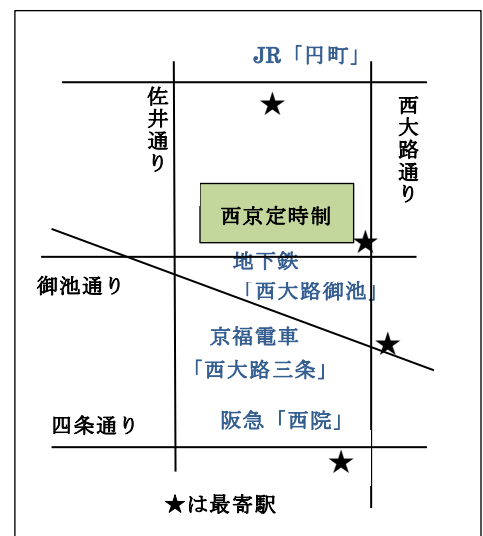 JR「円町」
佐井通り
★
西大路通り
西京定時制
★
地下鉄
御池通り
「西大路御池」
京福電車
★
「西大路三条」
四条通り
阪急「西院」
★
★は最寄駅